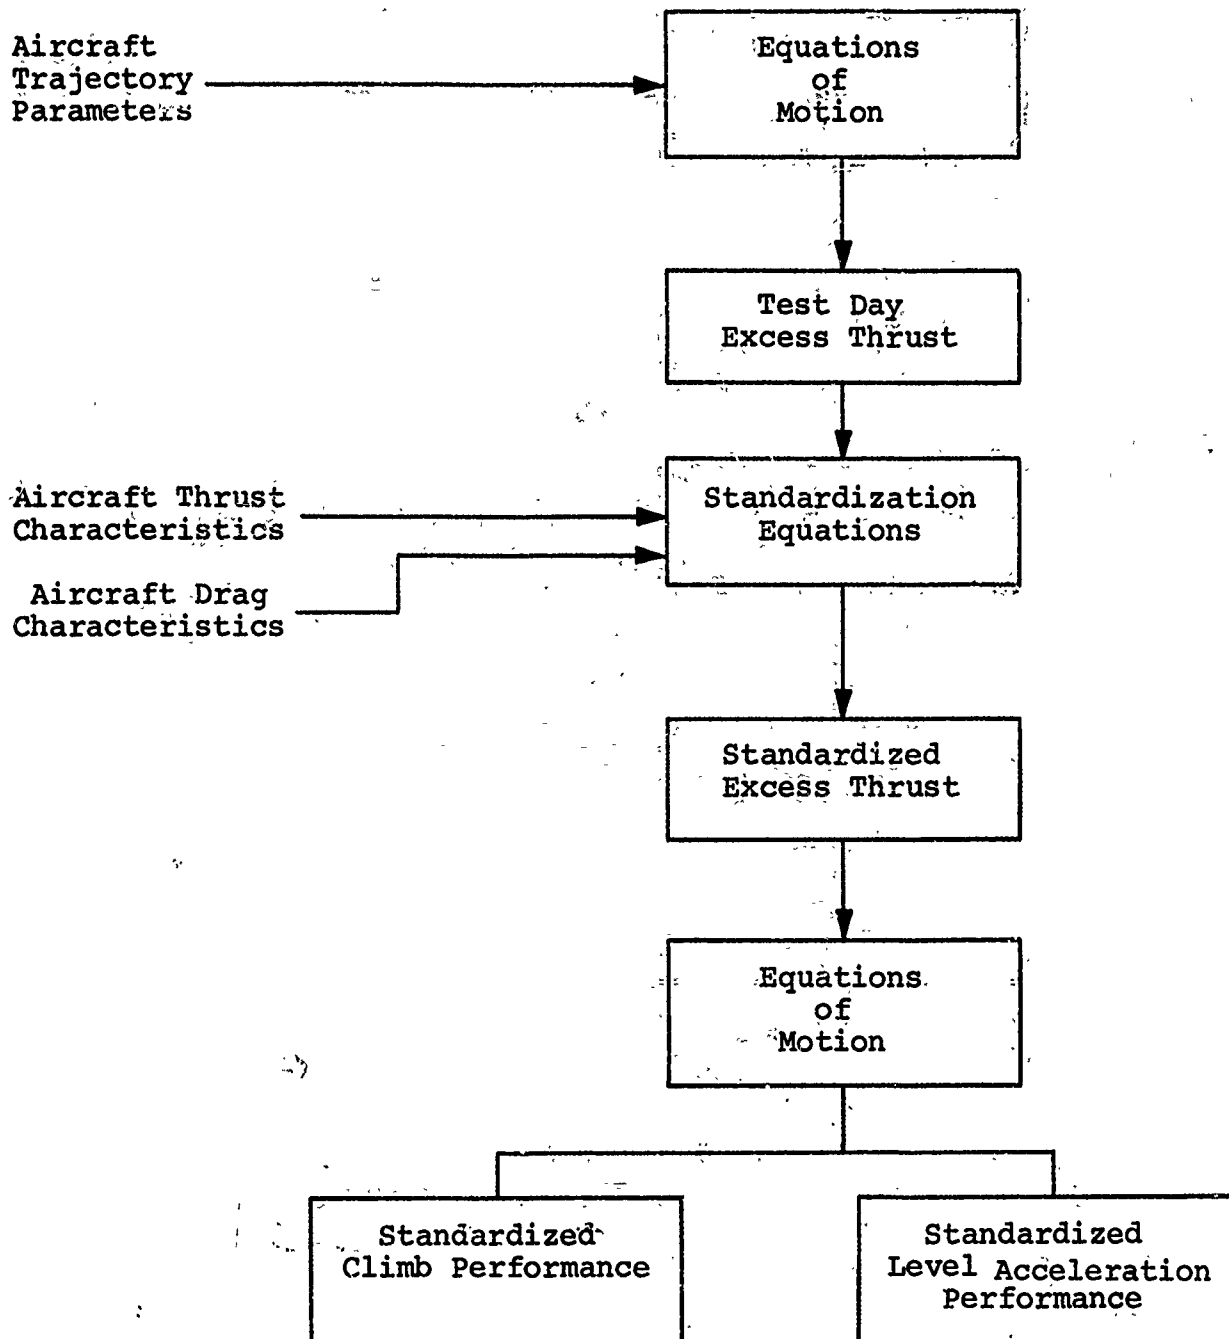 Aircraft
Trajectory
Parameters
Equations
of
Motion
Test Day
Excess Thrust
Aircraft Thrust
Characteristics
Aircraft Drag
Characteristics
Standardization
Equations
Standardized
Excess Thrust
Equations
of
Motion
Standardized
Climb Performance
Standardized
Level Acceleration
Performance